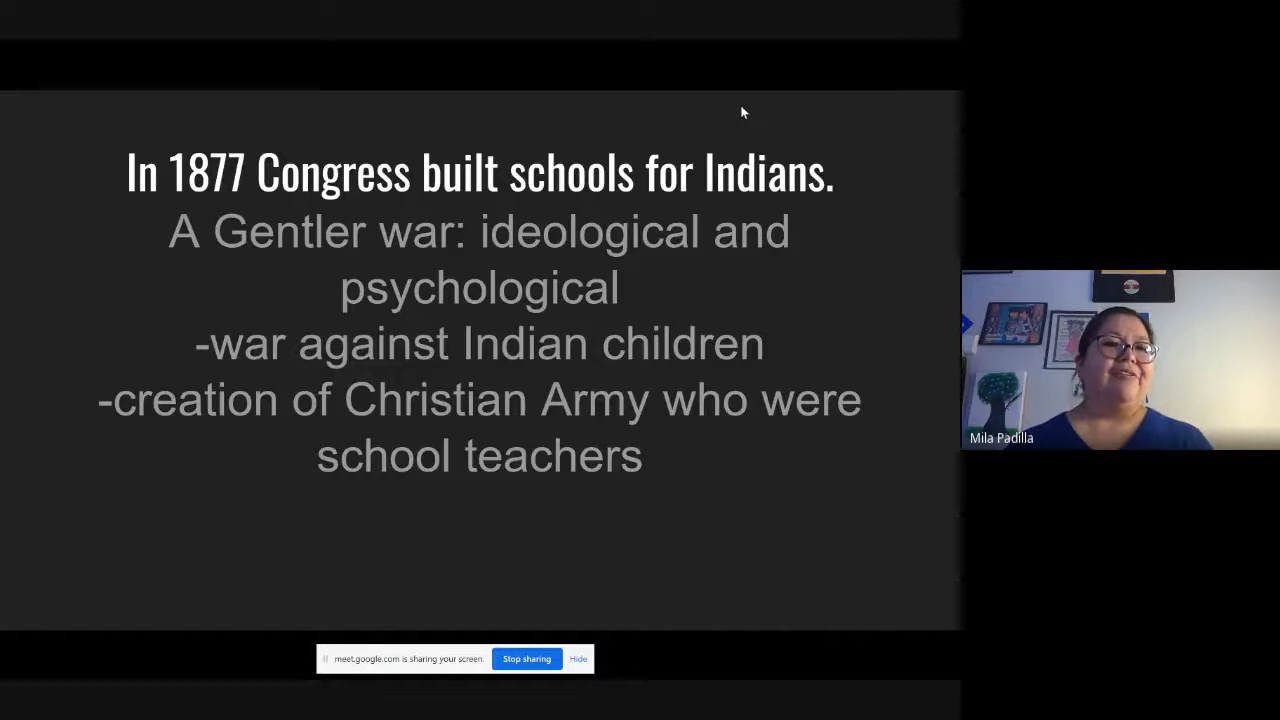 In 1877 Congress built schools for Indians.
A Gentler war: ideological and
psychological
-war against Indian children
-creation of Christian Army who were
school teachers
Mila Padilla
meet.google.com is sharing your screen.
Stop sharing
Hide